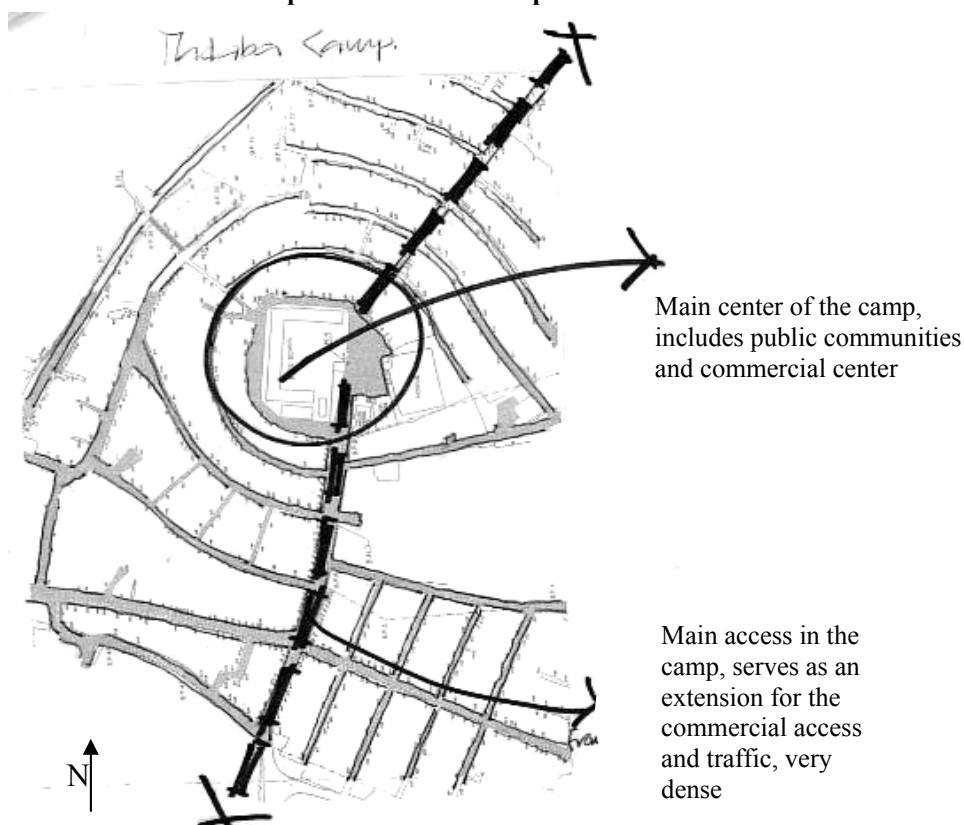 Camp.
Main center of the camp,
includes public communities
and commercial center
Main access in the
camp, serves as an
extension for the
commercial access
and traffic, very
dense
N